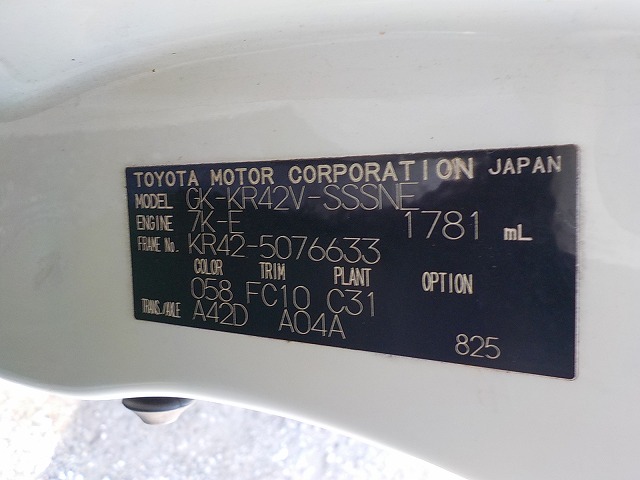 TOYOTA MOTOR CORPORATION JAPAN
MODEL GK-KR42V-SSSNE
ENGINE 7K-E 1781 mL
FRAME No. KR42-5076633
COLOR TRIM PLANT OPTION
058 FC10 C31
TRANS./AXLE A42D A04A
825